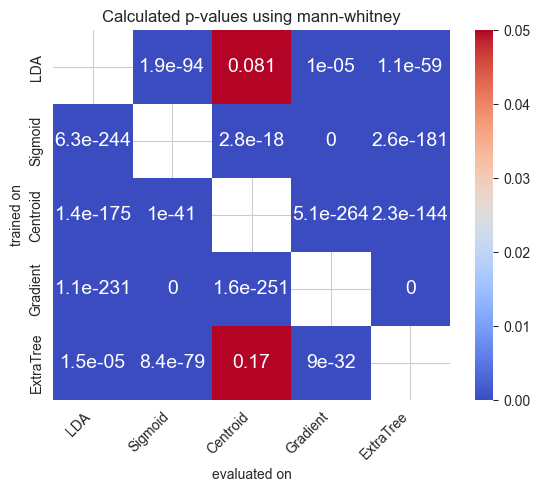 Calculated p-values using mann-whitney
LDA
1.9e-94
0.081
1e-05
1.1e-59
0.05
Sigmoid
6.3e-244
2.8e-18
0
2.6e-181
0.04
trained on
Centroid
1.4e-175
1e-41
5.1e-264
2.3e-144
0.03
Gradient
1.1e-231
0
1.6e-251
0
0.02
ExtraTree
1.5e-05
8.4e-79
0.17
9e-32
0.01
0.00
LDA
Sigmoid
Centroid
Gradient
ExtraTree
evaluated on